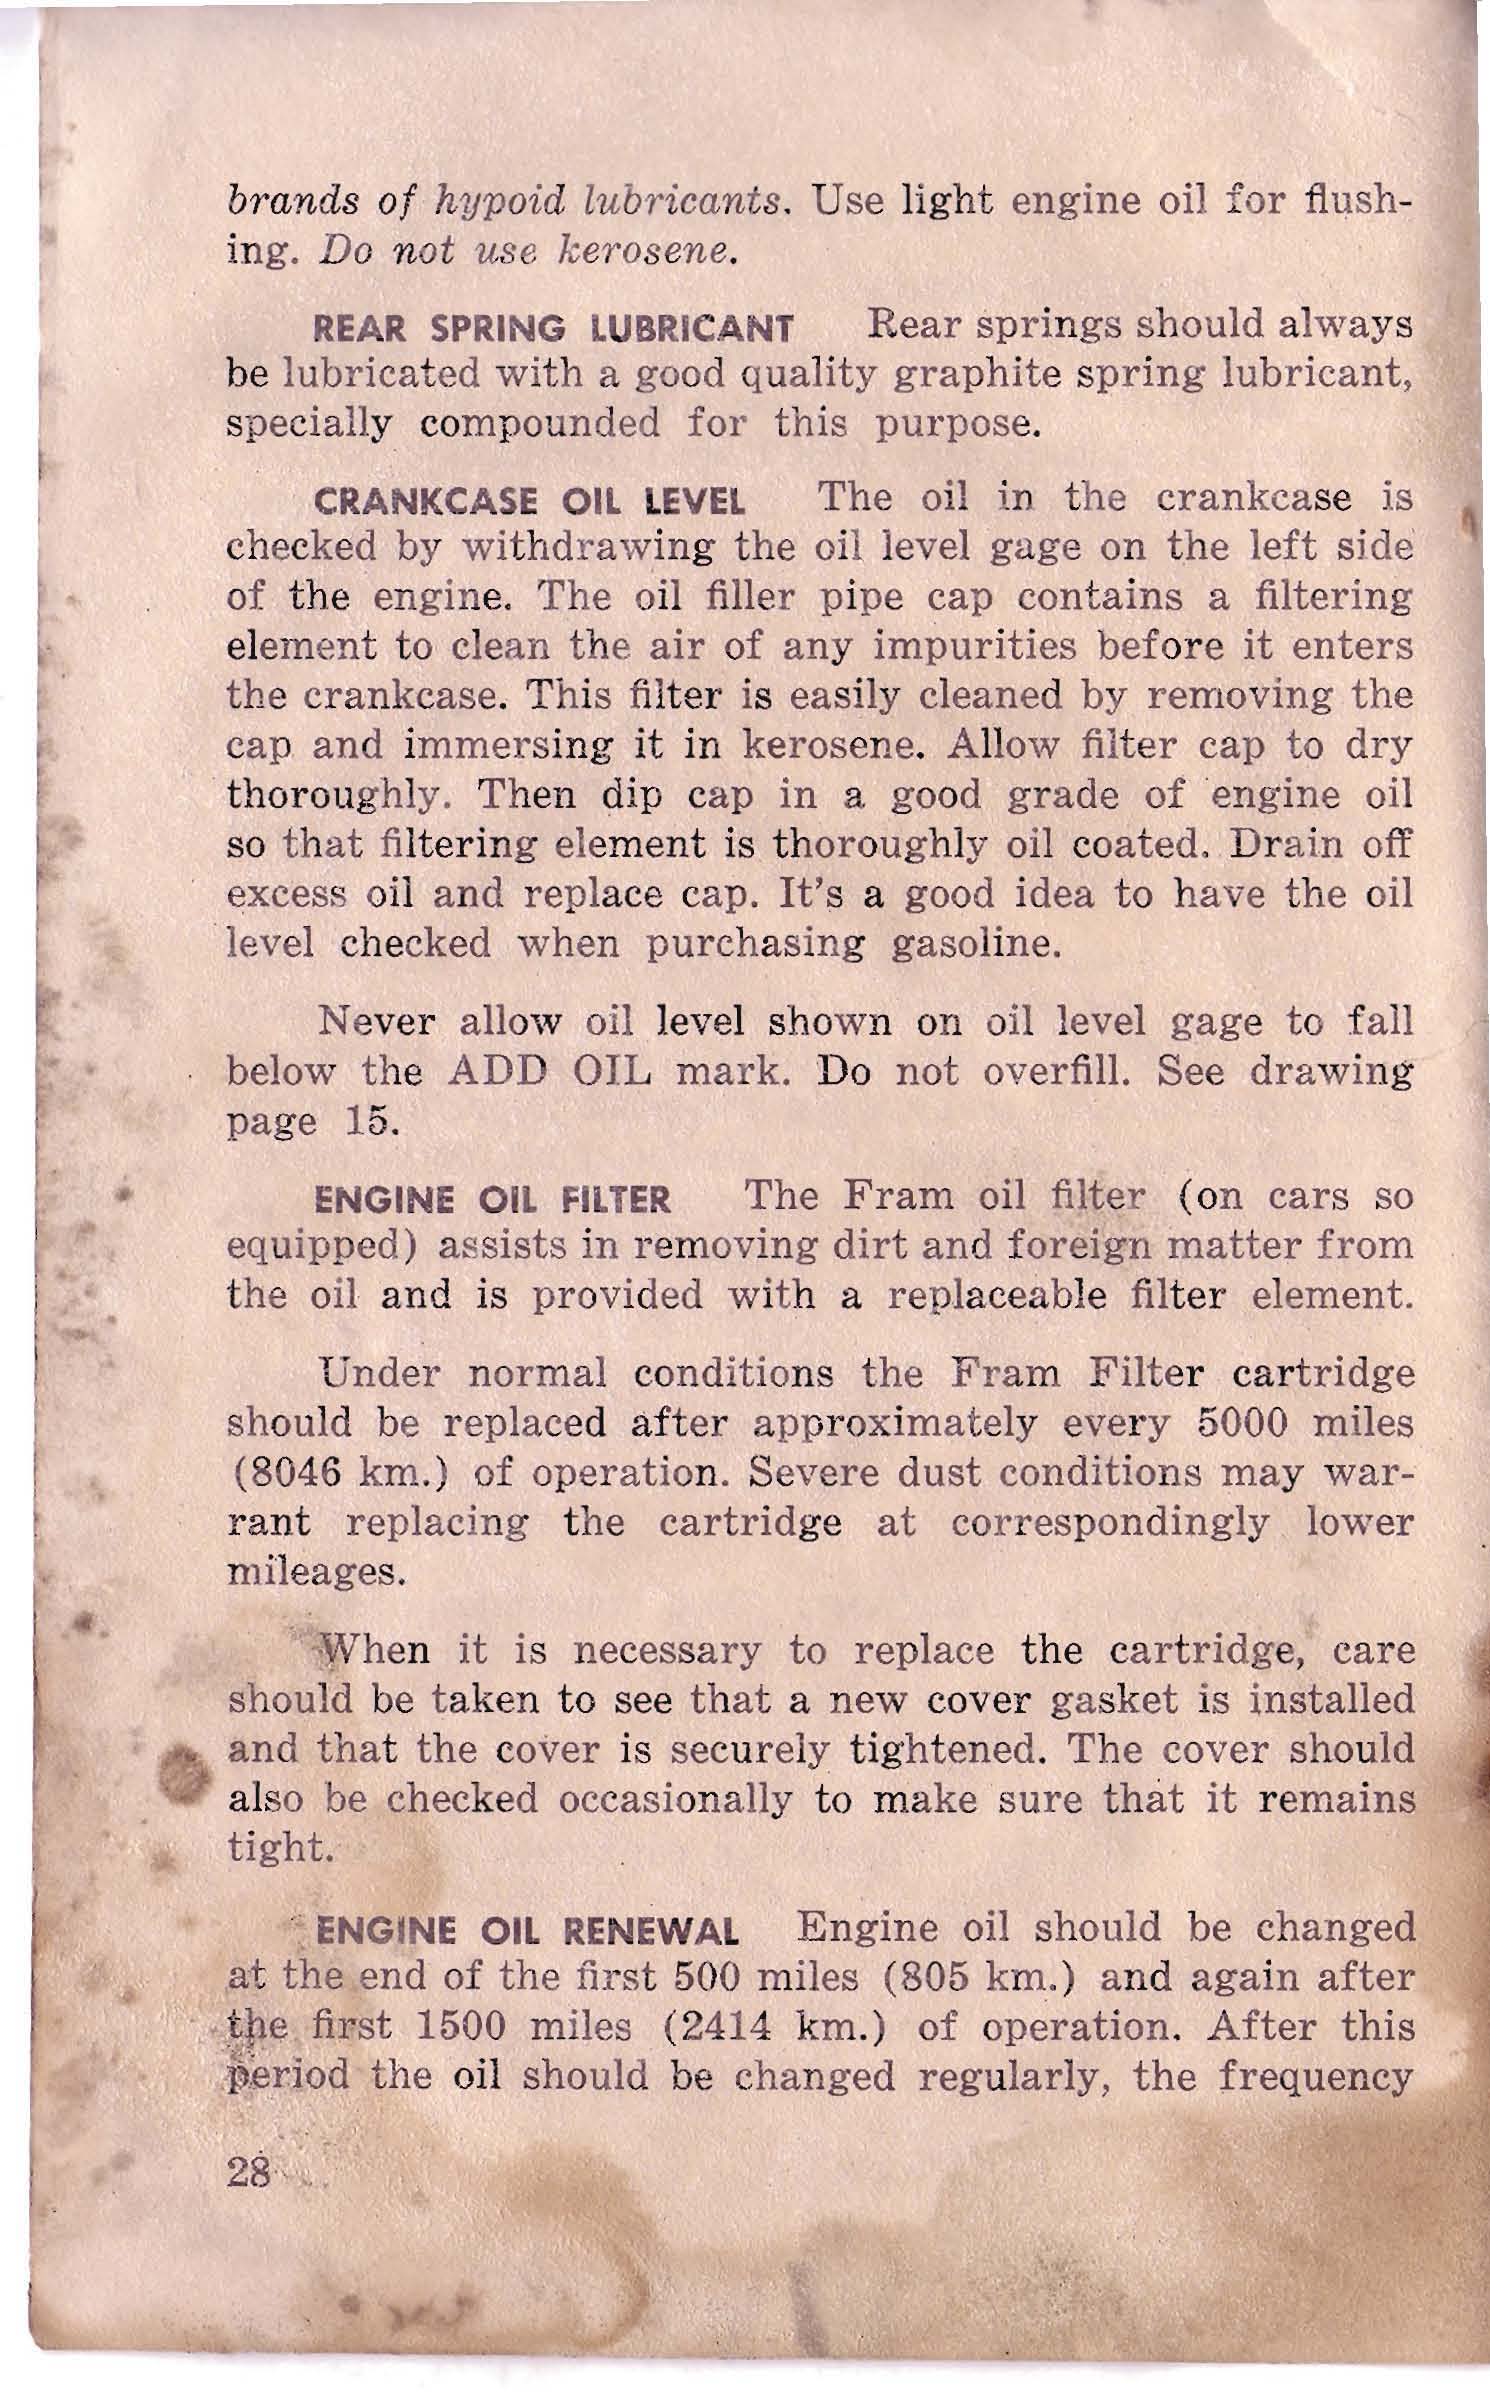 brands of hypoid lubricants. Use light engine oil for flush-
ing. Do not use kerosene.
REAR SPRING LUBRICANT Rear springs should always
be lubricated with a good quality graphite spring lubricant,
specially compounded for this purpose.
CRANKCASE OIL LEVEL The oil in the crankcase is
checked by withdrawing the oil level gage on the left side
of the engine. The oil filler pipe cap contains a filtering
element to clean the air of any impurities before it enters
the crankcase. This filter is easily cleaned by removing the
cap and immersing it in kerosene. Allow filter cap to dry
thoroughly. Then dip cap in a good grade of engine oil
so that filtering element is thoroughly oil coated. Drain off
excess oil and replace cap. It's a good idea to have the oil
level checked when purchasing gasoline.
Never allow oil level shown on oil level gage to fall
below the ADD OIL mark. Do not overfill. See drawing
page 15.
ENGINE OIL FILTER The Fram oil filter (on cars so
equipped) assists in removing dirt and foreign matter from
the oil and is provided with a replaceable filter element.
Under normal conditions the Fram Filter cartridge
should be replaced after approximately every 5000 miles
(8046 km.) of operation. Severe dust conditions may war-
rant replacing the cartridge at correspondingly lower
mileages.
When it is necessary to replace the cartridge, care
should be taken to see that a new cover gasket is installed
and that the cover is securely tightened. The cover should
also be checked occasionally to make sure that it remains
tight.
ENGINE OIL RENEWAL Engine oil should be changed
at the end of the first 500 miles (805 km.) and again after
the first 1500 miles (2414 km.) of operation. After this
period the oil should be changed regularly, the frequency
28